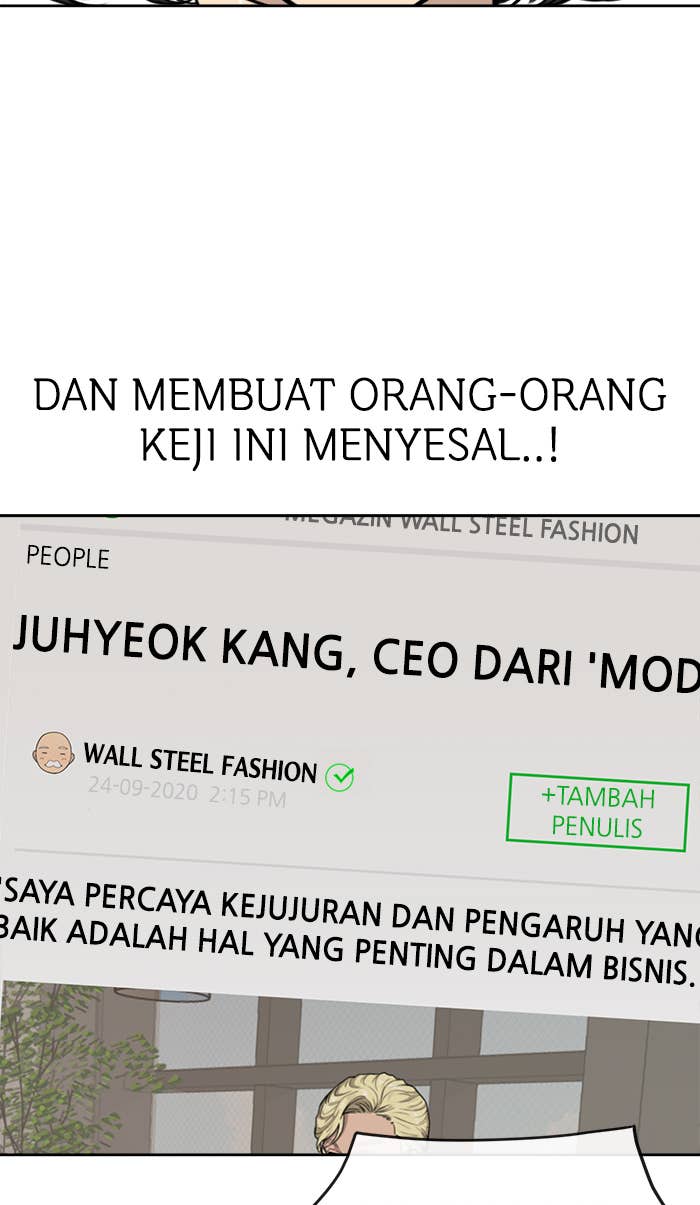 DAN MEMBUAT ORANG-ORANG
KEJI INI MENYESAL..!
MEGAZIN WALL STEEL FASHION
PEOPLE
JUHYEOK KANG, CEO DARI 'MOD
WALL STEEL FASHION
24-09-2020 2:15 PM
+TAMBAH
PENULIS
'SAYA PERCAYA KEJUJURAN DAN PENGARUH YANG
BAIK ADALAH HAL YANG PENTING DALAM BISNIS.